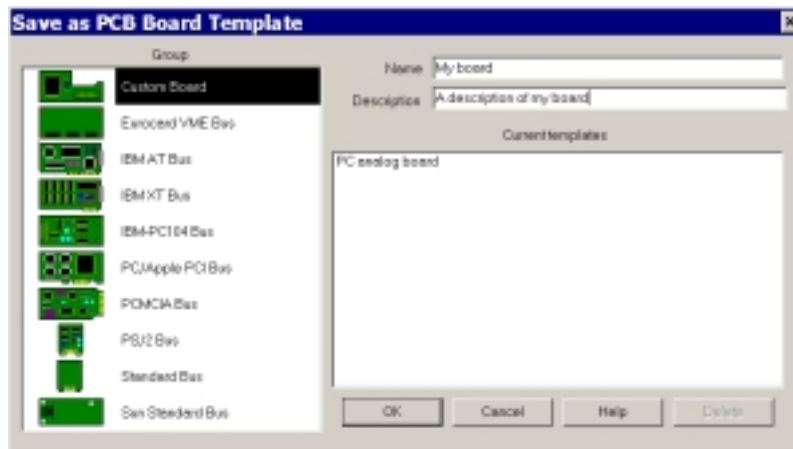 Save as PCB Board Template
Group
Custom Board
Eurocard VME Bus
IBM AT Bus
IBM XT Bus
IBM-PC104 Bus
PC/Apple PCI Bus
PCMCIA Bus
PS/2 Bus
Standard Bus
Sun Standard Bus
Name My board
Description A description of my board
Current templates
PC analog board
OK Cancel Help Delete